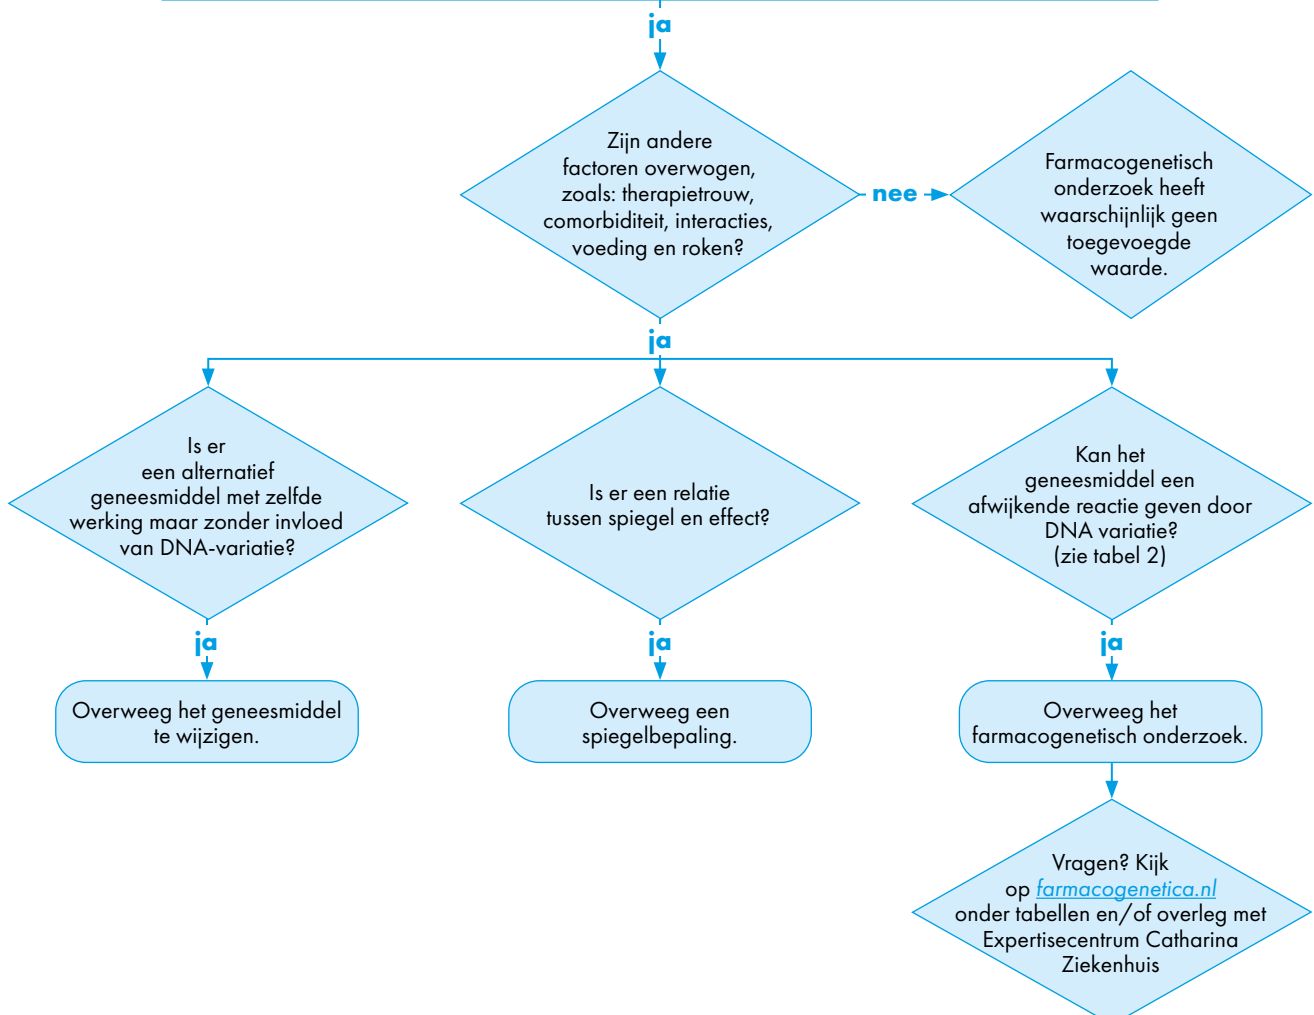 ja
Zijn andere
factoren overwogen,
zoals: therapietrouw,
comorbiditeit, interacties,
voeding en roken?
nee
Farmacogenetisch
onderzoek heeft
waarschijnlijk geen
toegevoegde
waarde.
ja
Is er
een alternatief
geneesmiddel met zelfde
werking maar zonder invloed
van DNA-variatie?
Is er een relatie
tussen spiegel en effect?
Kan het
geneesmiddel een
afwijkende reactie geven door
DNA variatie?
(zie tabel 2)
ja
ja
ja
Overweeg het geneesmiddel
te wijzigen.
Overweeg een
spiegelbepaling.
Overweeg het
farmacogenetisch onderzoek.
Vragen? Kijk
op farmacogenetica.nl
onder tabellen en/of overleg met
Expertisecentrum Catharina
Ziekenhuis